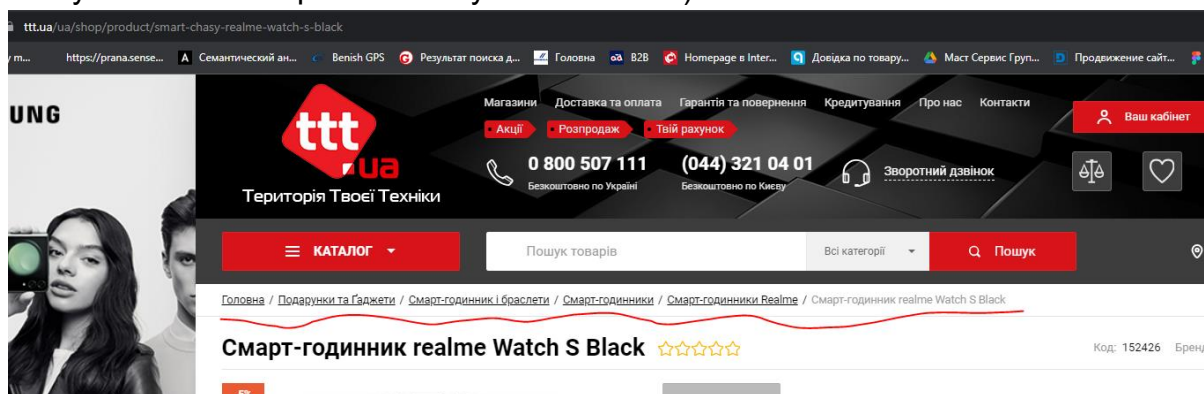 ttt.ua/ua/shop/product/smart-chasy-realme-watch-s-black
y m... https://prana.sense... A Семантический ан... Benish GPS Результат поиска д... Головна B2B Homepage в Inter... Довідка по товару... Маст Сервис Груп... D Продвижение сайт...
UNG
ttt
.ua
Територія Твоєї Техніки
Магазини Доставка та оплата Гарантія та повернення Кредитування Про нас Контакти
Акції Розпродаж Твій рахунок
Ваш кабінет
0 800 507 111 (044) 321 04 01
Безкоштовно по Україні Безкоштовно по Києву
Зворотний дзвінок
КАТАЛОГ Пошук товарів Всі категорії Пошук
Головна / Подарунки та Ґаджети / Смарт-годинник і браслети / Смарт-годинники / Смарт-годинники Realme / Смарт-годинник realme Watch S Black
Смарт-годинник realme Watch S Black
Код: 152426 Бренд